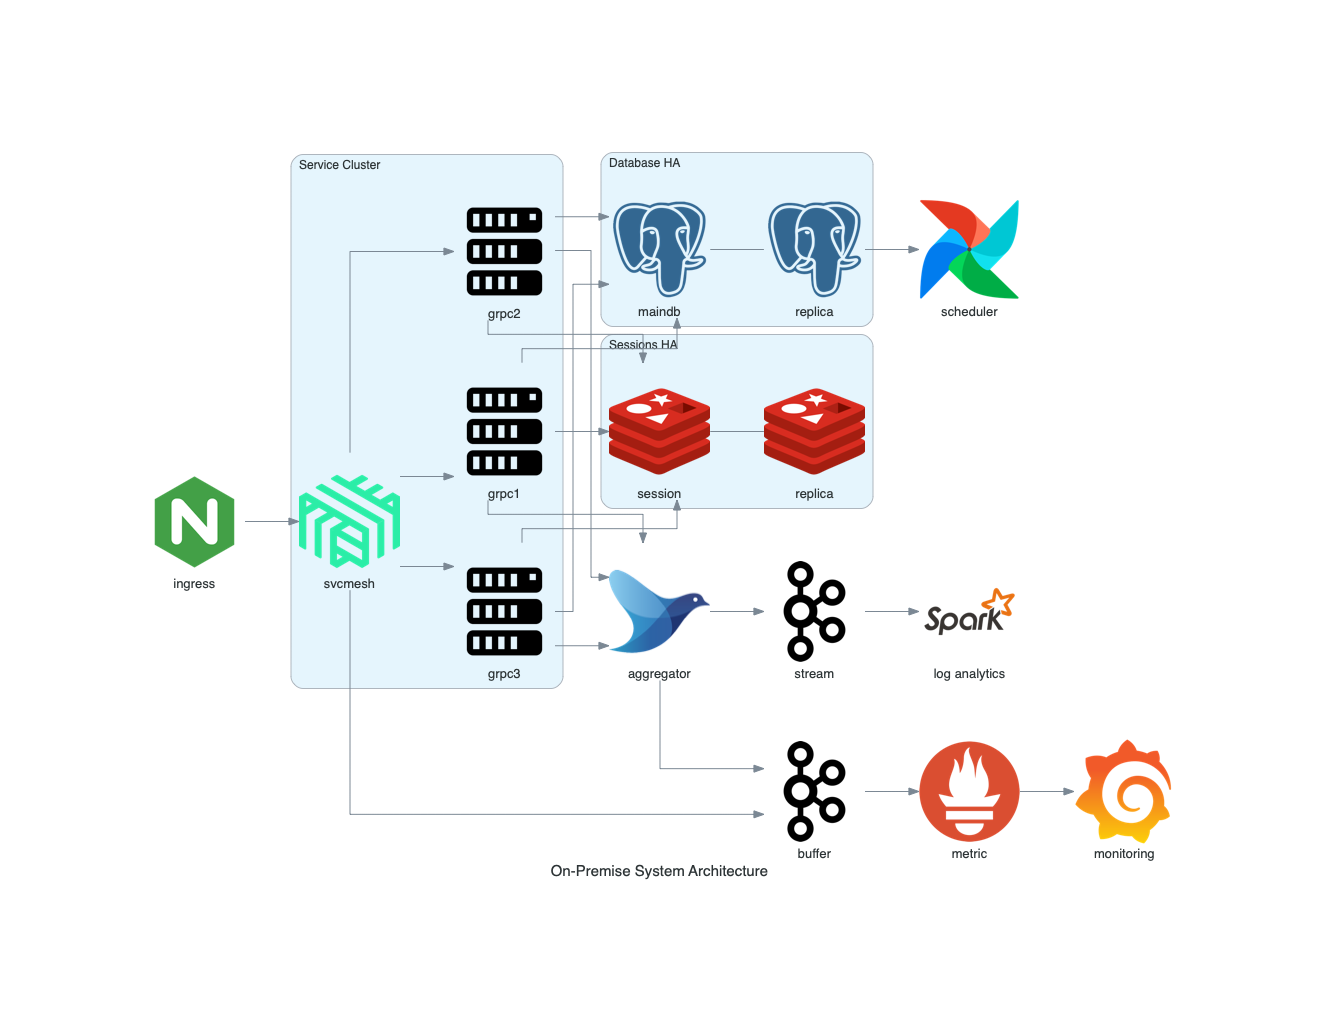 Service Cluster
Database HA
grpc2
maindb
replica
scheduler
Sessions HA
grpc1
session
replica
N
ingress
svcmesh
grpc3
aggregator
stream
Spark
log analytics
buffer
metric
monitoring
On-Premise System Architecture